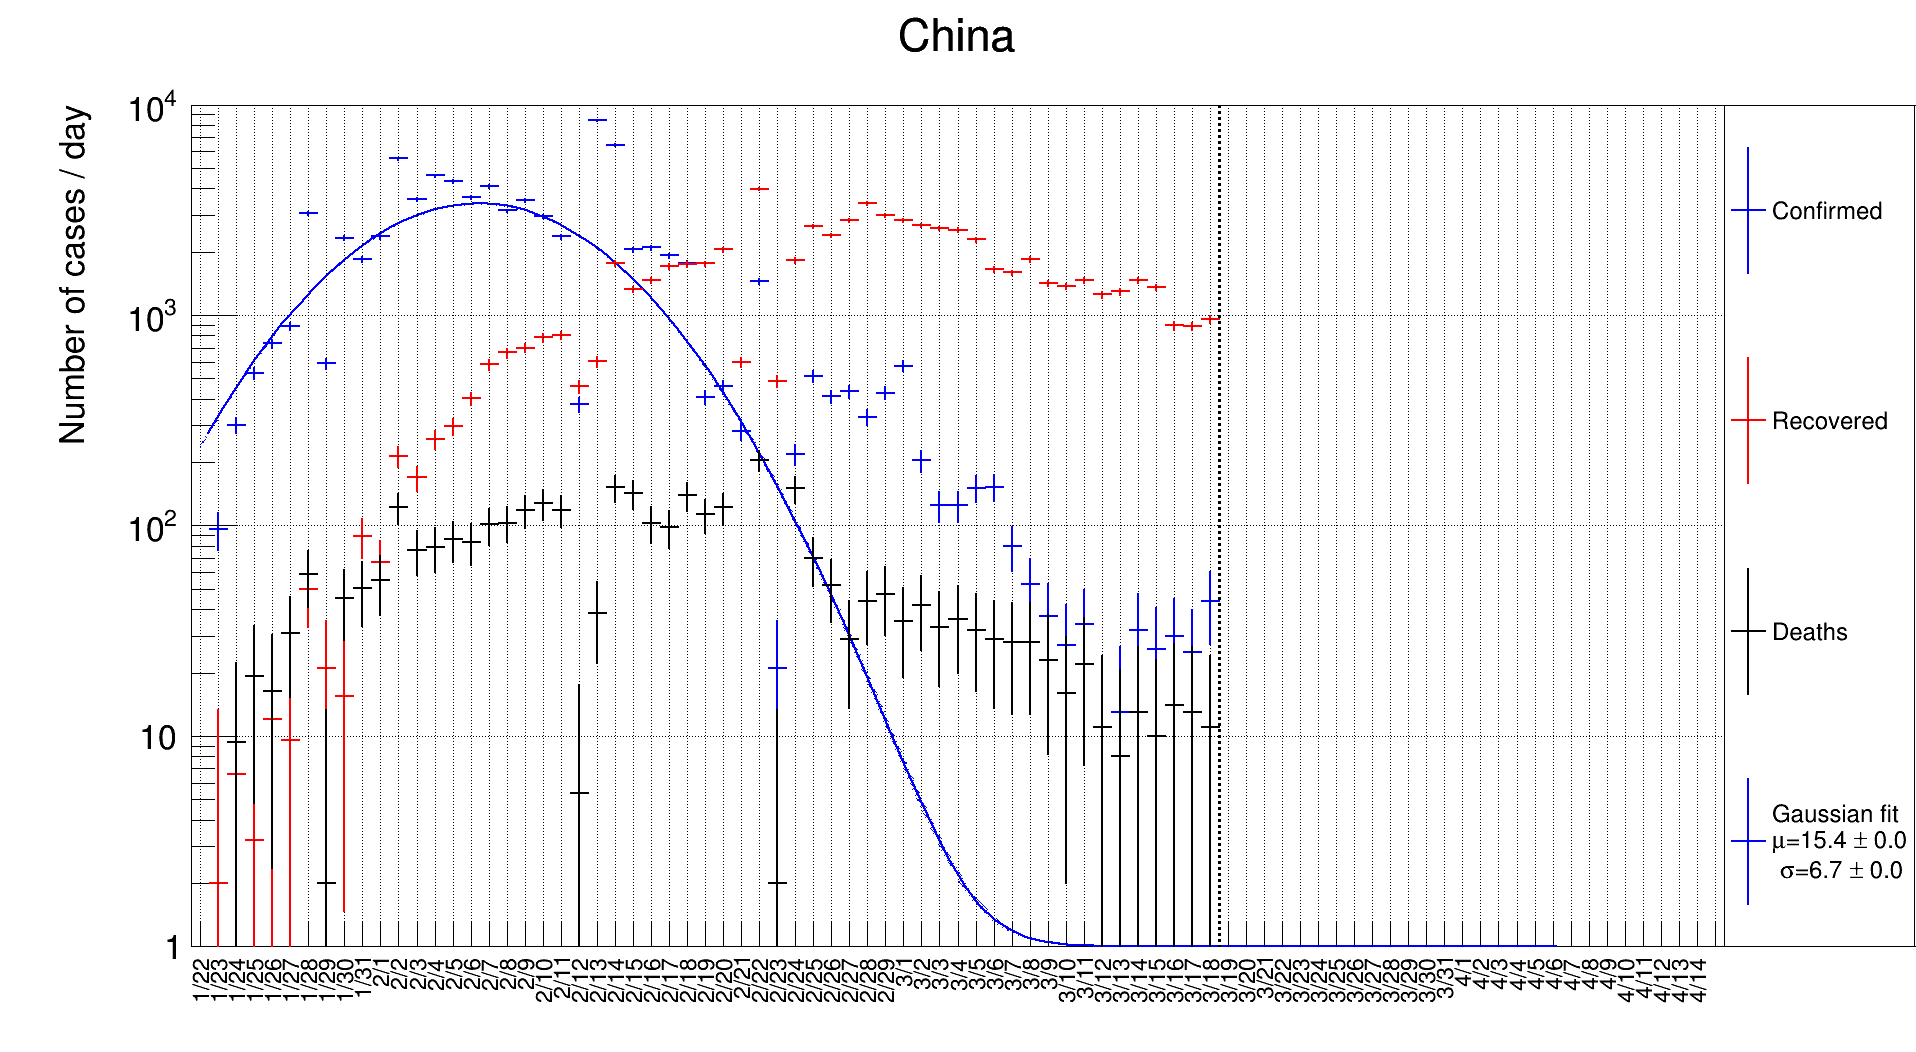 China
Number of cases / day
10⁴
10³
10²
10
1
1/22 1/23 1/24 1/25 1/26 1/27 1/28 1/29 1/30 1/31 2/1 2/2 2/3 2/4 2/5 2/6 2/7 2/8 2/9 2/10 2/11 2/12 2/13 2/14 2/15 2/16 2/17 2/18 2/19 2/20 2/21 2/22 2/23 2/24 2/25 2/26 2/27 2/28 2/29 3/1 3/2 3/3 3/4 3/5 3/6 3/7 3/8 3/9 3/10 3/11 3/12 3/13 3/14 3/15 3/16 3/17 3/18 3/19 3/20 3/21 3/22 3/23 3/24 3/25 3/26 3/27 3/28 3/29 3/30 3/31 4/1 4/2 4/3 4/4 4/5 4/6 4/7 4/8 4/9 4/10 4/11 4/12 4/13 4/14
Confirmed
Recovered
Deaths
Gaussian fit
μ=15.4 ± 0.0
σ=6.7 ± 0.0